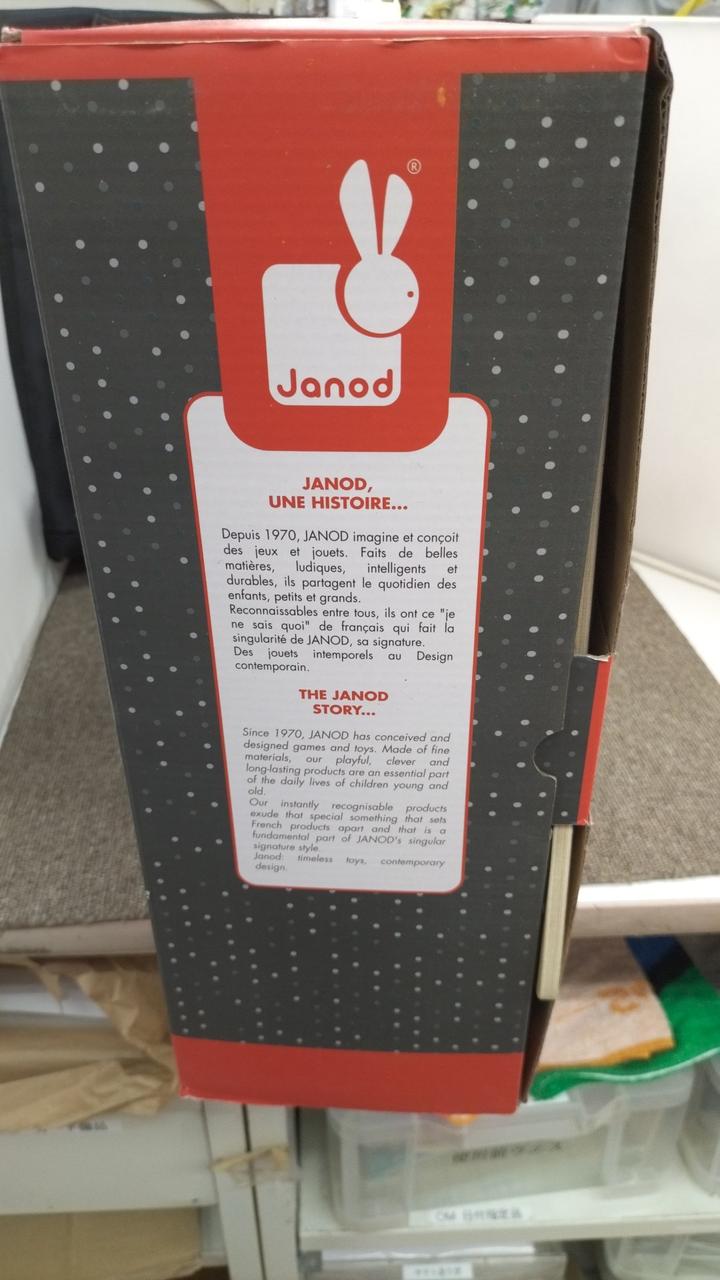 ®
Janod
JANOD,
UNE HISTOIRE...
Depuis 1970, JANOD imagine et conçoit
des jeux et jouets. Faits de belles
matières, ludiques, intelligents et
durables, ils partagent le quotidien des
enfants, petits et grands.
Reconnaissables entre tous, ils ont ce "je
ne sais quoi" de français qui fait la
singularité de JANOD, sa signature.
Des jouets intemporels au Design
contemporain.
THE JANOD
STORY...
Since 1970, JANOD has conceived and
designed games and toys. Made of fine
materials, our playful, clever and
long-lasting products are an essential part
of the daily lives of children young and
old.
Our instantly recognisable products
exude that special something that sets
French products apart and that is a
fundamental part of JANOD's singular
signature style.
Janod: timeless toys, contemporary
design.